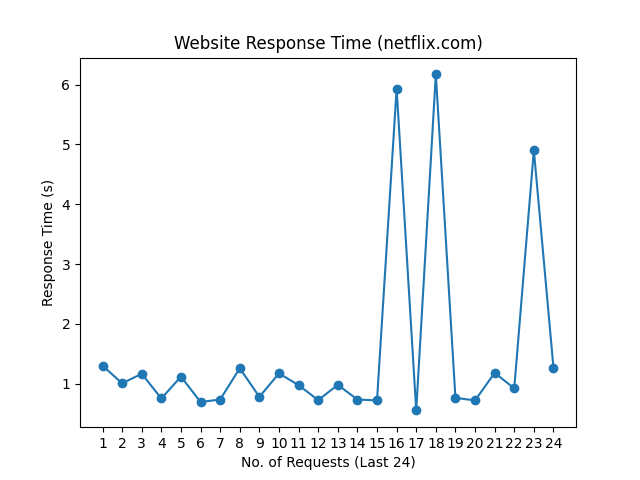 Website Response Time (netflix.com)
Response Time (s)
6
5
4
3
2
1
1 2 3 4 5 6 7 8 9 10 11 12 13 14 15 16 17 18 19 20 21 22 23 24
No. of Requests (Last 24)